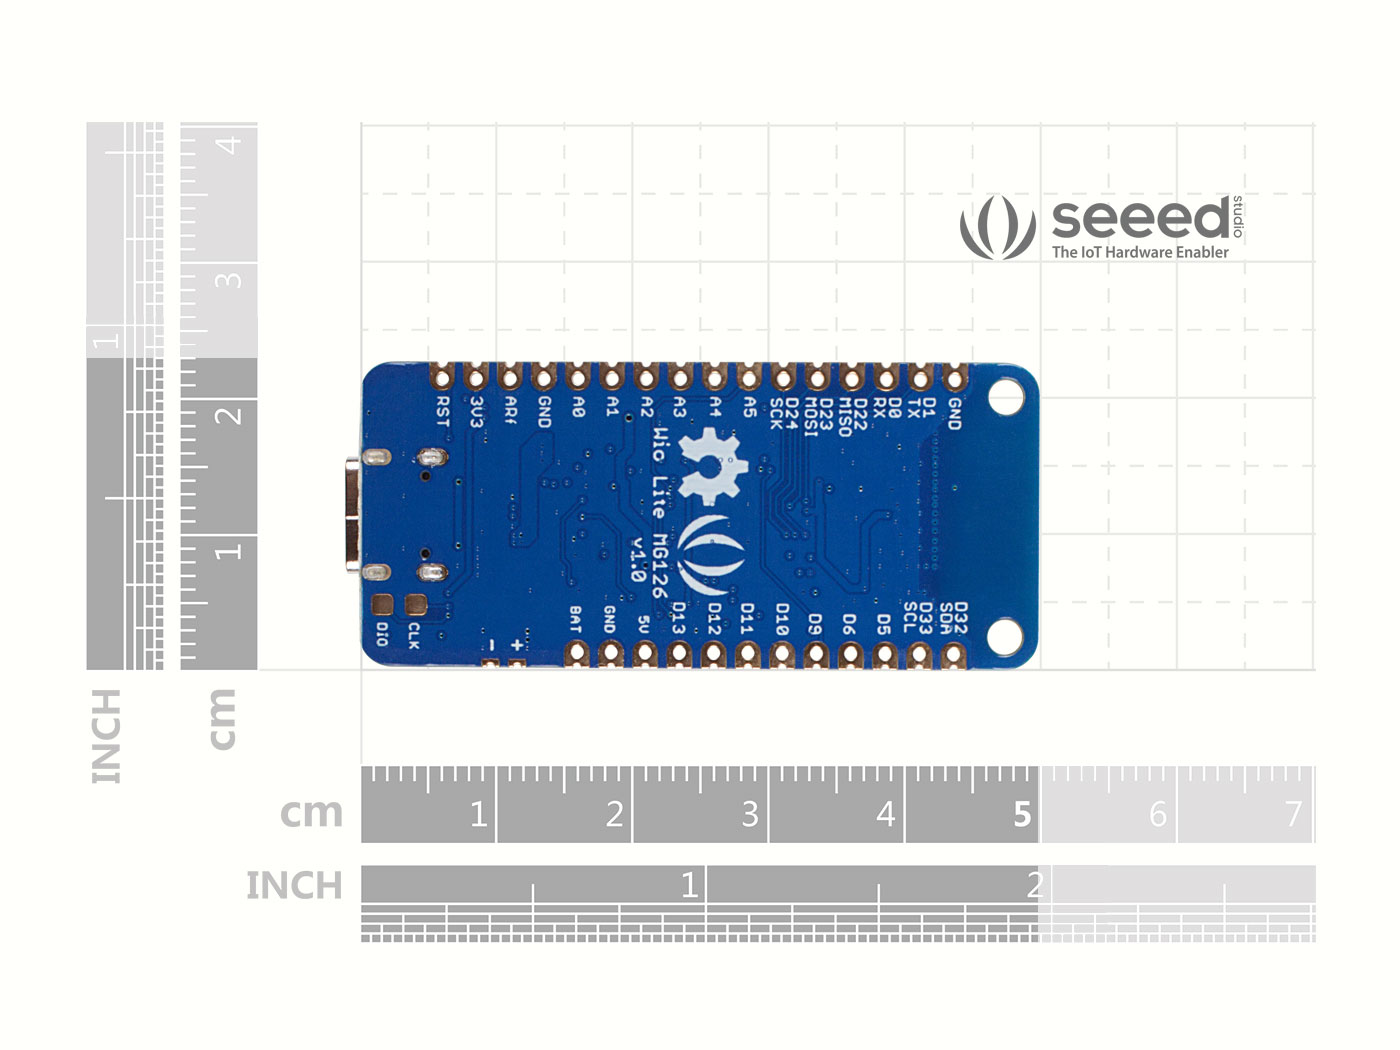 seeed
studio
The IoT Hardware Enabler
4
3
2
1
1
INCH
cm
RST
3V3
ARf
GND
A0
A1
A2
A3
A4
A5
D24
SCK
D23
MOSI
D22
MISO
D0
RX
D1
TX
GND
Wio Lite MG126
v1.0
DIO
CLK
-
+
BAT
GND
5V
D13
D12
D11
D10
D9
D6
D5
D33
SCL
D32
SDA
cm
1
2
3
4
5
6
7
INCH
1
2